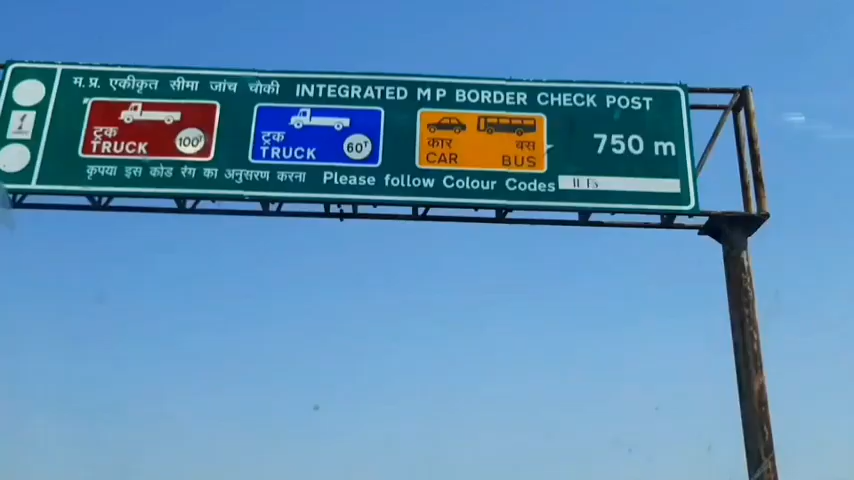 म.प्र. एकीकृत सीमा जांच चौकी INTEGRATED M P BORDER CHECK POST
ट्रक
TRUCK 100T
ट्रक
TRUCK 60T
कार बस
CAR BUS
750 m
कृपया इस कोड रंग का अनुसरण करना Please follow Colour Codes